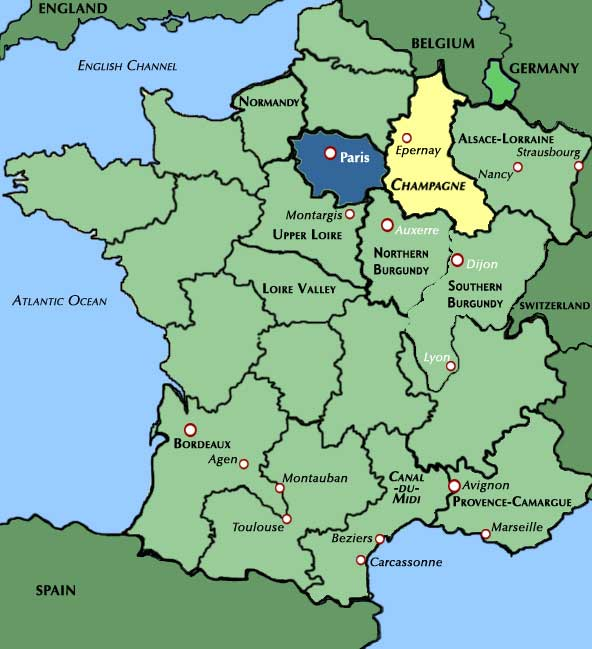 ENGLAND
BELGIUM
ENGLISH CHANNEL
GERMANY
NORMANDY
ALSACE-LORRAINE
Epernay
Strausbourg
Paris
Nancy
CHAMPAGNE
Montargis
UPPER LOIRE
Auxerre
NORTHERN
BURGUNDY
Dijon
LOIRE VALLEY
SOUTHERN
BURGUNDY
ATLANTIC OCEAN
SWITZERLAND
Lyon
BORDEAUX
Agen
Montauban
CANAL
-DU-
MIDI
Avignon
PROVENCE-CAMARGUE
Toulouse
Beziers
Marseille
Carcassonne
SPAIN